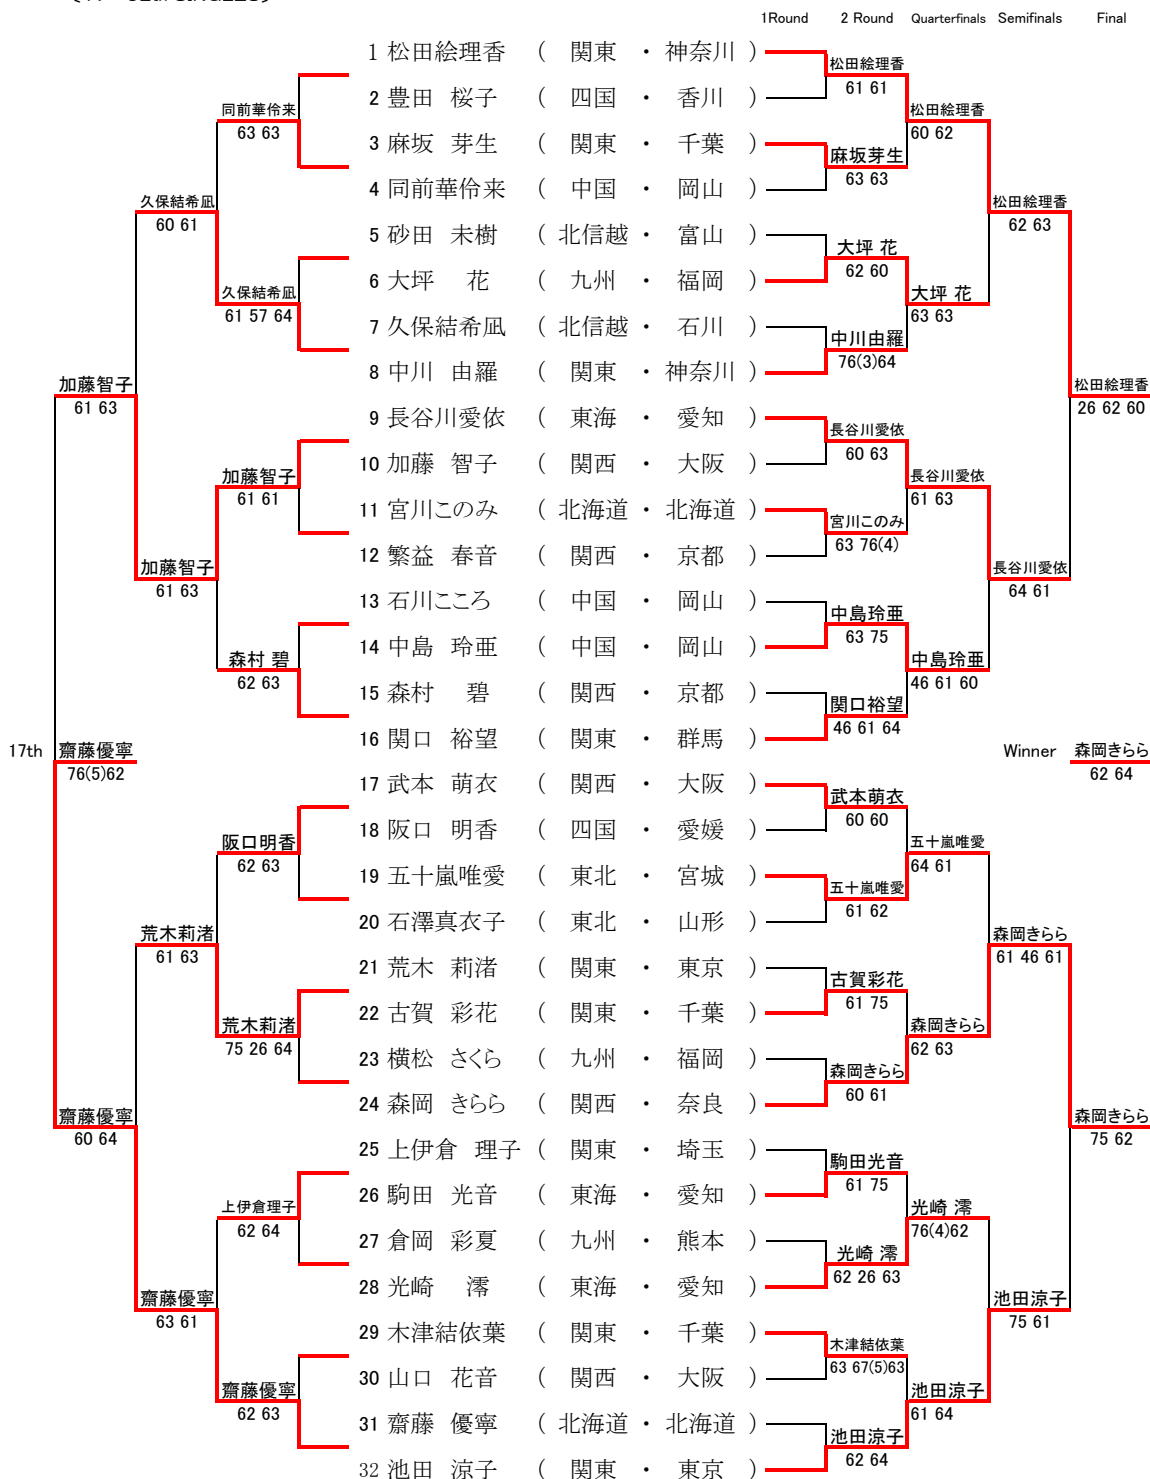 1Round 2 Round Quarterfinals Semifinals Final
1 松田絵理香 ( 関東 ・ 神奈川 )
松田絵理香
61 61
2 豊田 桜子 ( 四国 ・ 香川 )
同前華伶来
63 63
松田絵理香
60 62
3 麻坂 芽生 ( 関東 ・ 千葉 )
麻坂芽生
63 63
4 同前華伶来 ( 中国 ・ 岡山 )
久保結希凪
60 61
松田絵理香
62 63
5 砂田 未樹 ( 北信越 ・ 富山 )
大坪 花
62 60
6 大坪 花 ( 九州 ・ 福岡 )
久保結希凪
61 57 64
大坪 花
63 63
7 久保結希凪 ( 北信越 ・ 石川 )
中川由羅
76(3)64
8 中川 由羅 ( 関東 ・ 神奈川 )
加藤智子
61 63
松田絵理香
26 62 60
9 長谷川愛依 ( 東海 ・ 愛知 )
長谷川愛依
60 63
10 加藤 智子 ( 関西 ・ 大阪 )
加藤智子
61 61
長谷川愛依
61 63
11 宮川このみ ( 北海道 ・ 北海道 )
宮川このみ
63 76(4)
12 繁益 春音 ( 関西 ・ 京都 )
加藤智子
61 63
長谷川愛依
64 61
13 石川こころ ( 中国 ・ 岡山 )
中島玲亜
63 75
14 中島 玲亜 ( 中国 ・ 岡山 )
森村 碧
62 63
中島玲亜
46 61 60
15 森村 碧 ( 関西 ・ 京都 )
関口裕望
46 61 64
16 関口 裕望 ( 関東 ・ 群馬 )
17th 齋藤優寧
76(5)62
Winner 森岡きらら
62 64
17 武本 萌衣 ( 関西 ・ 大阪 )
武本萌衣
60 60
18 阪口 明香 ( 四国 ・ 愛媛 )
阪口明香
62 63
五十嵐唯愛
64 61
19 五十嵐唯愛 ( 東北 ・ 宮城 )
五十嵐唯愛
61 62
20 石澤真衣子 ( 東北 ・ 山形 )
荒木莉渚
61 63
森岡きらら
61 46 61
21 荒木 莉渚 ( 関東 ・ 東京 )
古賀彩花
61 75
22 古賀 彩花 ( 関東 ・ 千葉 )
荒木莉渚
75 26 64
森岡きらら
62 63
23 横松 さくら ( 九州 ・ 福岡 )
森岡きらら
60 61
24 森岡 きらら ( 関西 ・ 奈良 )
齋藤優寧
60 64
森岡きらら
75 62
25 上伊倉 理子 ( 関東 ・ 埼玉 )
駒田光音
61 75
26 駒田 光音 ( 東海 ・ 愛知 )
上伊倉理子
62 64
光崎 澪
76(4)62
27 倉岡 彩夏 ( 九州 ・ 熊本 )
光崎 澪
62 26 63
28 光崎 澪 ( 東海 ・ 愛知 )
齋藤優寧
63 61
池田涼子
75 61
29 木津結依葉 ( 関東 ・ 千葉 )
木津結依葉
63 67(5)63
30 山口 花音 ( 関西 ・ 大阪 )
齋藤優寧
62 63
池田涼子
61 64
31 齋藤 優寧 ( 北海道 ・ 北海道 )
池田涼子
62 64
32 池田 涼子 ( 関東 ・ 東京 )